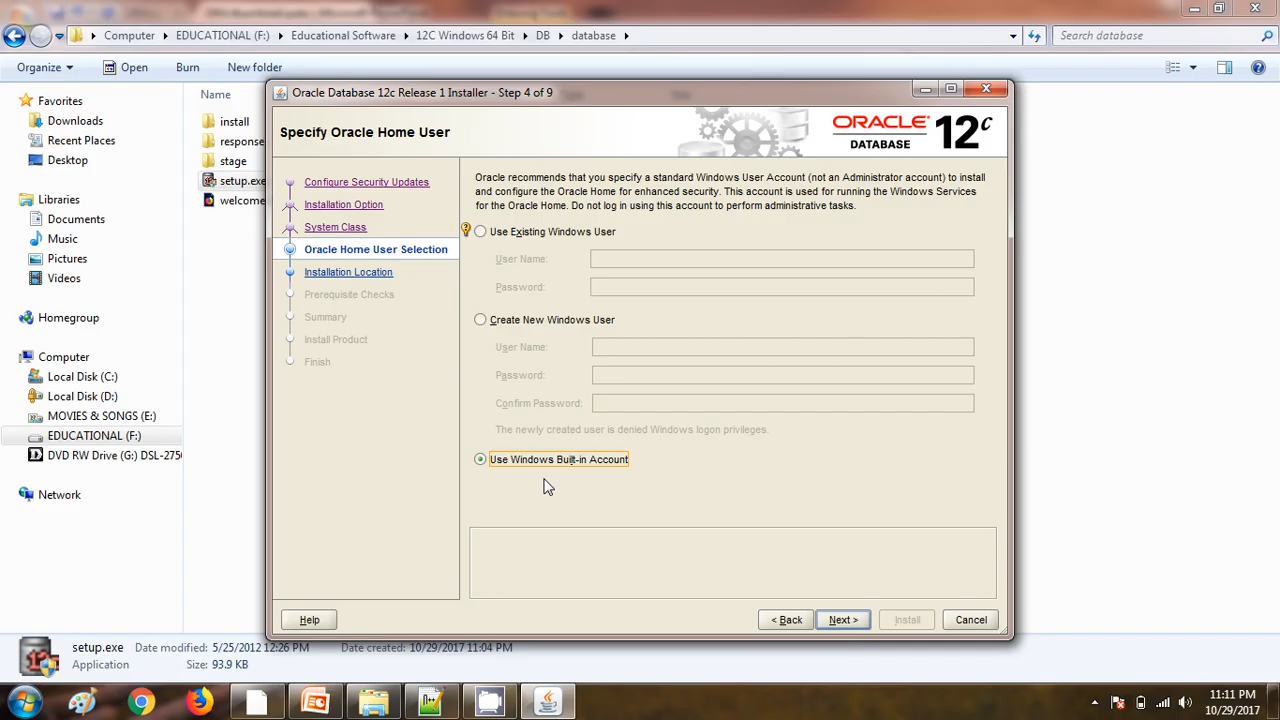 Computer ▸ EDUCATIONAL (F:) ▸ Educational Software ▸ 12C Windows 64 Bit ▸ DB ▸ database ▸
Search database
Organize
Open
Burn
New folder
Name
Favorites
Downloads
Recent Places
Desktop
Libraries
Documents
Music
Pictures
Videos
Homegroup
Computer
Local Disk (C:)
Local Disk (D:)
MOVIES & SONGS (E:)
EDUCATIONAL (F:)
DVD RW Drive (G:) DSL-2750
Network
install
response
stage
setup.exe
welcome
Oracle Database 12c Release 1 Installer - Step 4 of 9
Specify Oracle Home User
ORACLE
DATABASE
12c
Configure Security Updates
Installation Option
System Class
Oracle Home User Selection
Installation Location
Prerequisite Checks
Summary
Install Product
Finish
Oracle recommends that you specify a standard Windows User Account (not an Administrator account) to install
and configure the Oracle Home for enhanced security. This account is used for running the Windows Services
for the Oracle Home. Do not log in using this account to perform administrative tasks.
Use Existing Windows User
User Name:
Password:
Create New Windows User
User Name:
Password:
Confirm Password:
The newly created user is denied Windows logon privileges.
Use Windows Built-in Account
Help
< Back
Next >
Install
Cancel
setup.exe Date modified: 5/25/2012 12:26 PM Date created: 10/29/2017 11:04 PM
Application Size: 93.9 KB
11:11 PM
10/29/2017